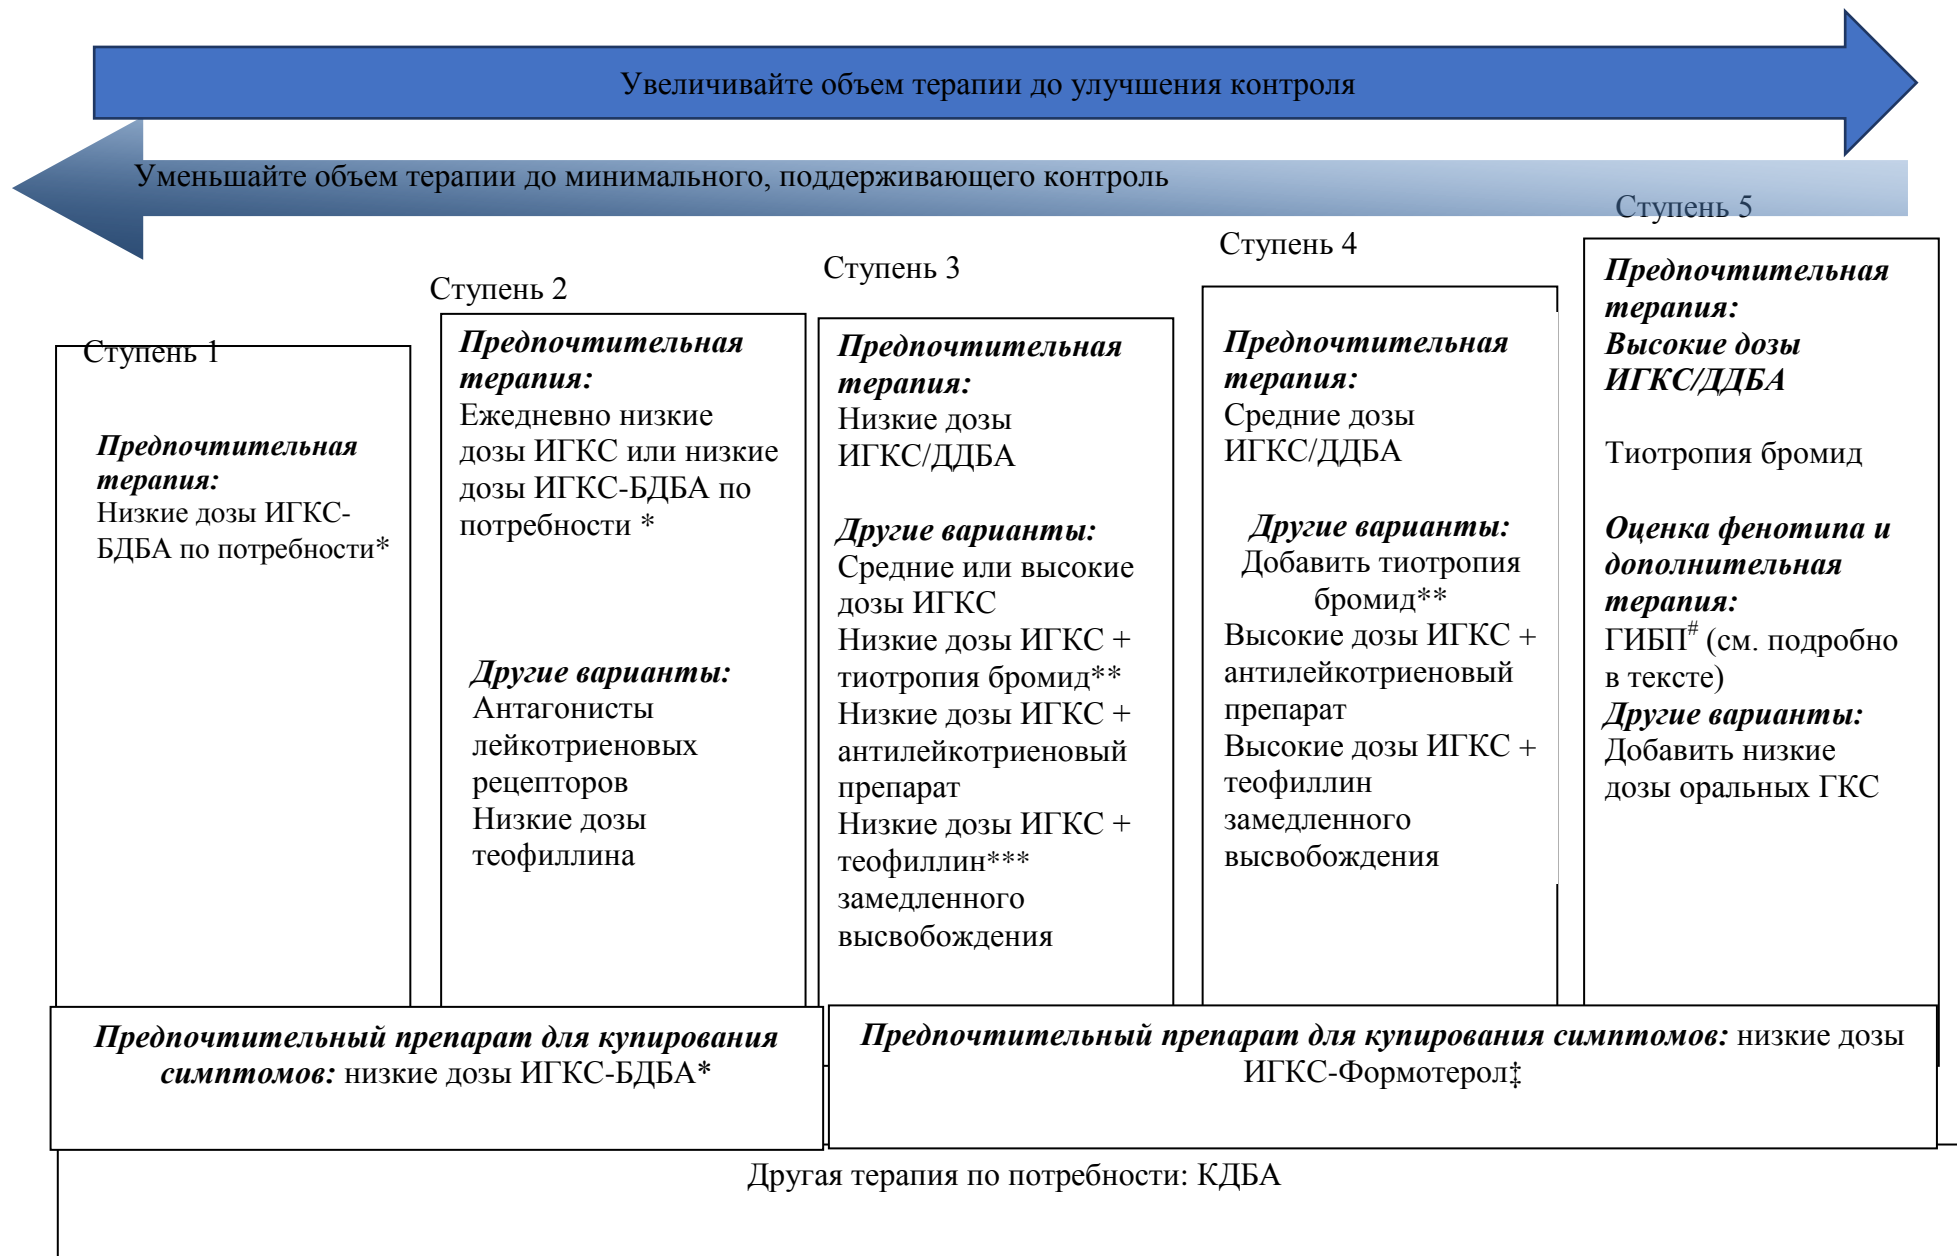 Увеличивайте объем терапии до улучшения контроля
Уменьшайте объем терапии до минимального, поддерживающего контроль
Ступень 1
Предпочтительная
терапия:
Низкие дозы ИГКС-
БДБА по потребности*
Ступень 2
Предпочтительная
терапия:
Ежедневно низкие
дозы ИГКС или низкие
дозы ИГКС-БДБА по
потребности *
Другие варианты:
Антагонисты
лейкотриеновых
рецепторов
Низкие дозы
теофиллина
Ступень 3
Предпочтительная
терапия:
Низкие дозы
ИГКС/ДДБА
Другие варианты:
Средние или высокие
дозы ИГКС
Низкие дозы ИГКС +
тиотропия бромид**
Низкие дозы ИГКС +
антилейкотриеновый
препарат
Низкие дозы ИГКС +
теофиллин***
замедленного
высвобождения
Ступень 4
Предпочтительная
терапия:
Средние дозы
ИГКС/ДДБА
Другие варианты:
Добавить тиотропия
бромид**
Высокие дозы ИГКС +
антилейкотриеновый
препарат
Высокие дозы ИГКС +
теофиллин
замедленного
высвобождения
Ступень 5
Предпочтительная
терапия:
Высокие дозы
ИГКС/ДДБА
Тиотропия бромид
Оценка фенотипа и
дополнительная
терапия:
ГИБП# (см. подробно
в тексте)
Другие варианты:
Добавить низкие
дозы оральных ГКС
Предпочтительный препарат для купирования
симптомов: низкие дозы ИГКС-БДБА*
Предпочтительный препарат для купирования симптомов: низкие дозы
ИГКС-Формотерол‡
Другая терапия по потребности: КДБА